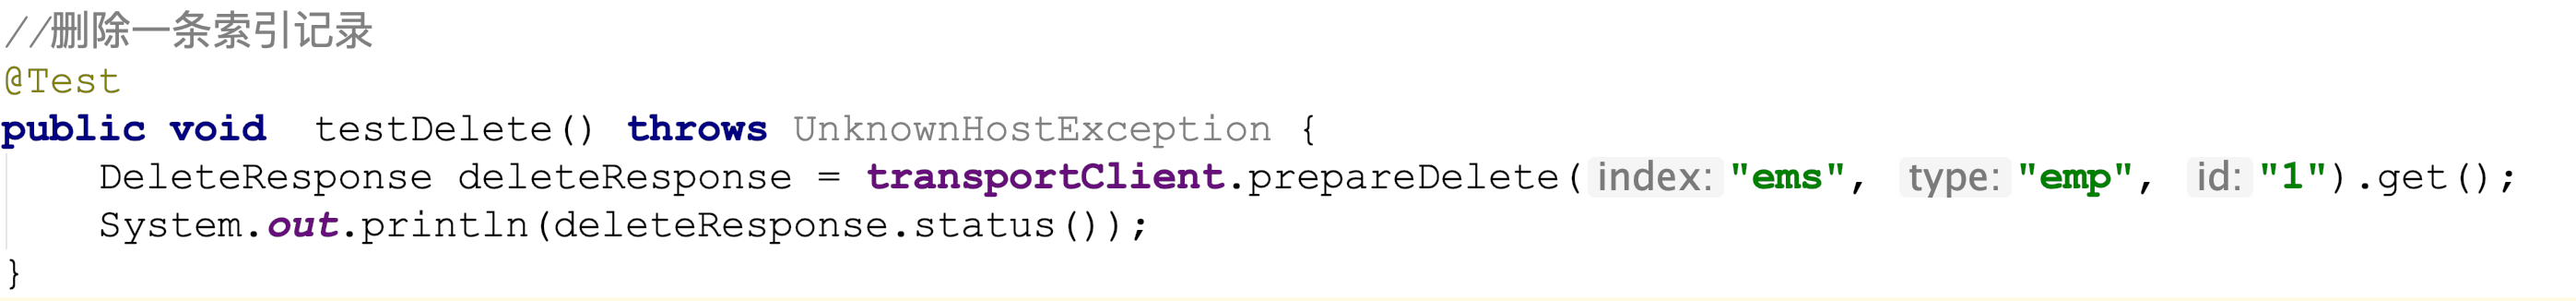 //删除一条索引记录
@Test
public void  testDelete() throws UnknownHostException {
    DeleteResponse deleteResponse = transportClient.prepareDelete( index: "ems",  type: "emp",  id: "1").get();
    System.out.println(deleteResponse.status());
}